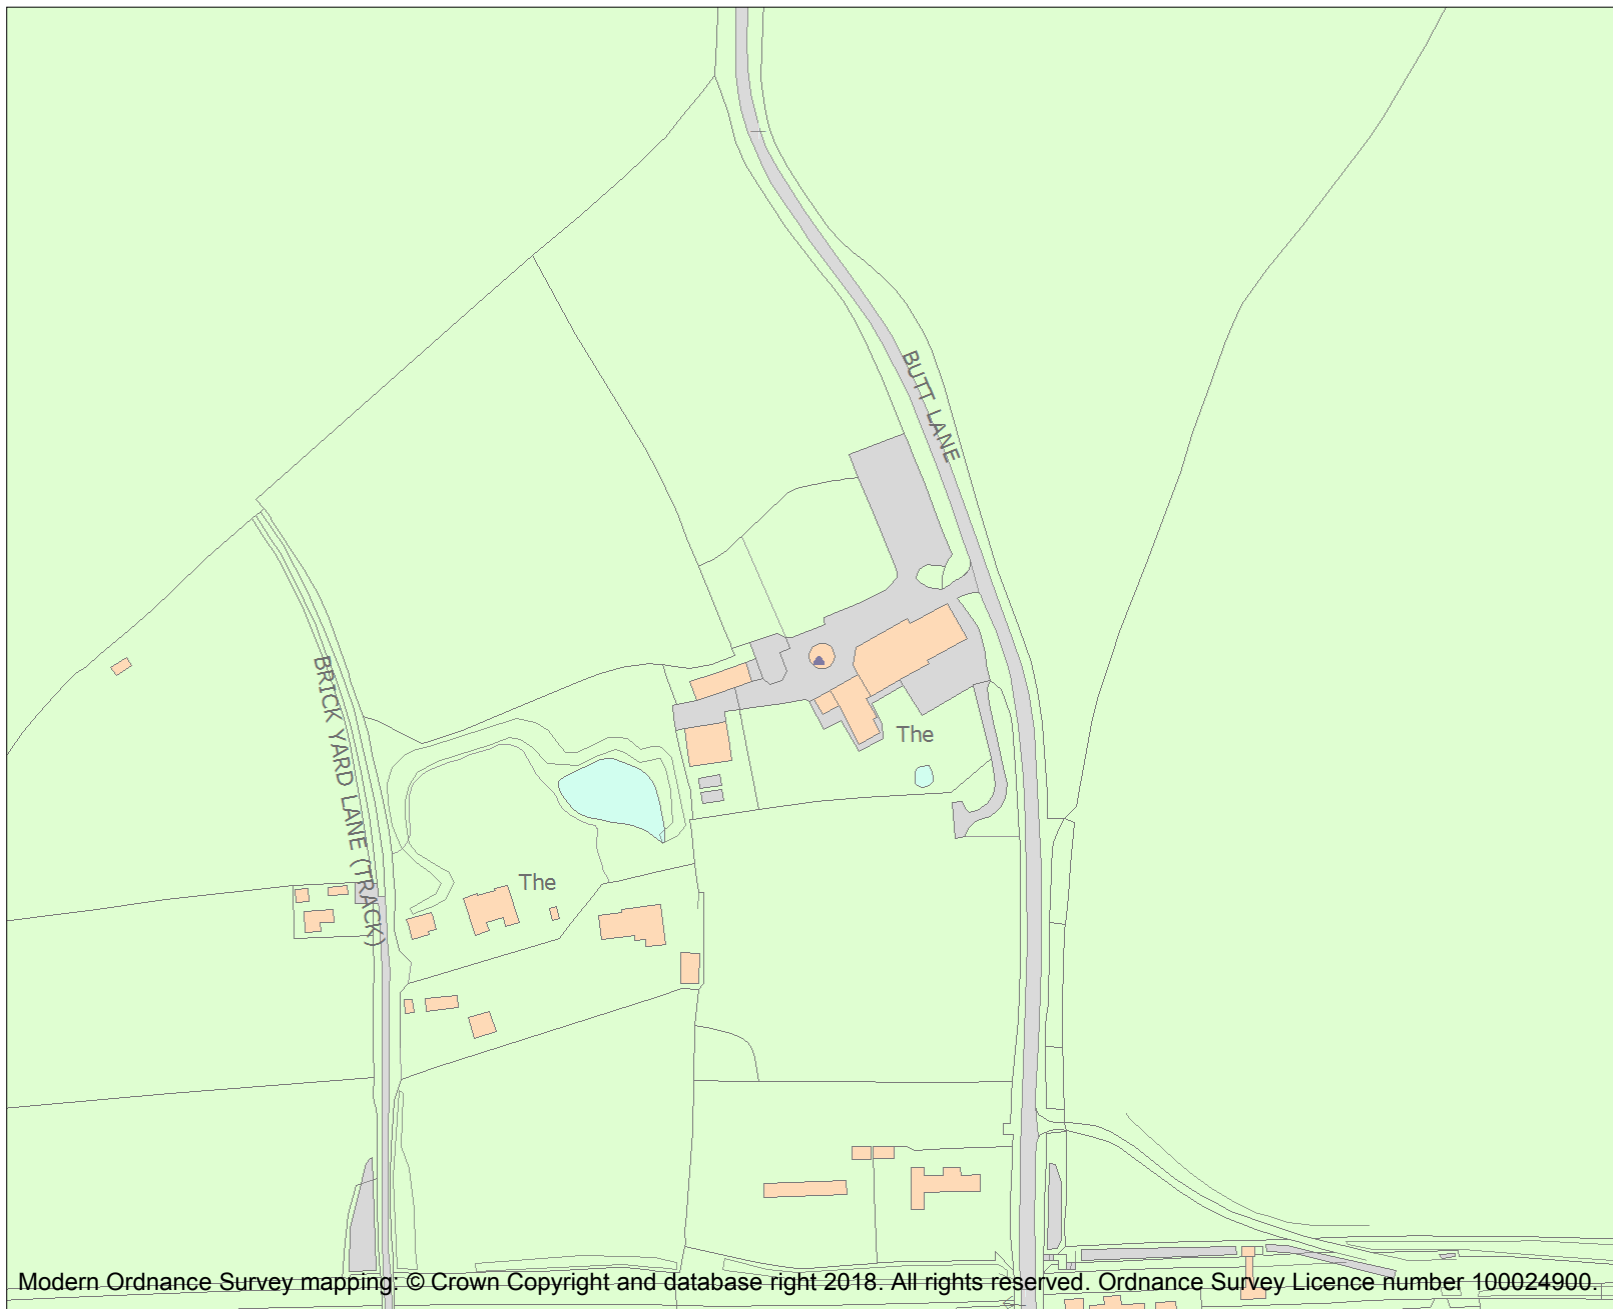 BUTT LANE
BRICK YARD LANE (TRACK)
The
The
Modern Ordnance Survey mapping: © Crown Copyright and database right 2018. All rights reserved. Ordnance Survey Licence number 100024900.